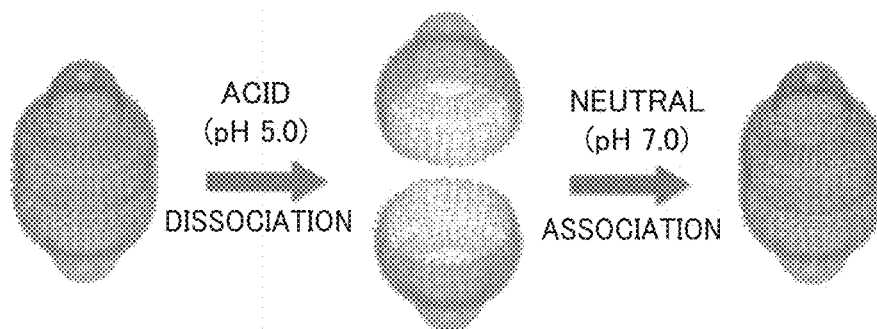 ACID
(pH 5.0)
DISSOCIATION
NEUTRAL
(pH 7.0)
ASSOCIATION